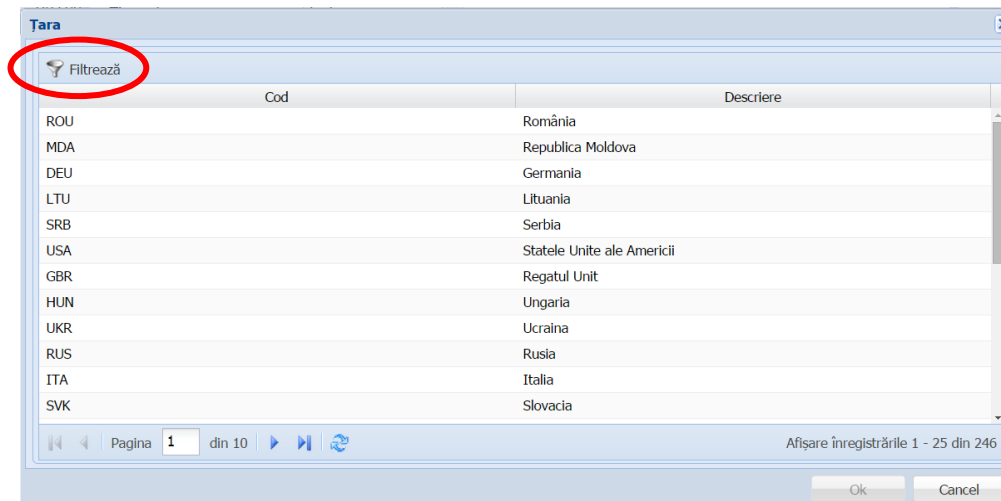 Țara
Filtrează
Cod Descriere
ROU România
MDA Republica Moldova
DEU Germania
LTU Lituania
SRB Serbia
USA Statele Unite ale Americii
GBR Regatul Unit
HUN Ungaria
UKR Ucraina
RUS Rusia
ITA Italia
SVK Slovacia
Pagina 1 din 10 Afișare înregistrările 1 - 25 din 246
Ok Cancel